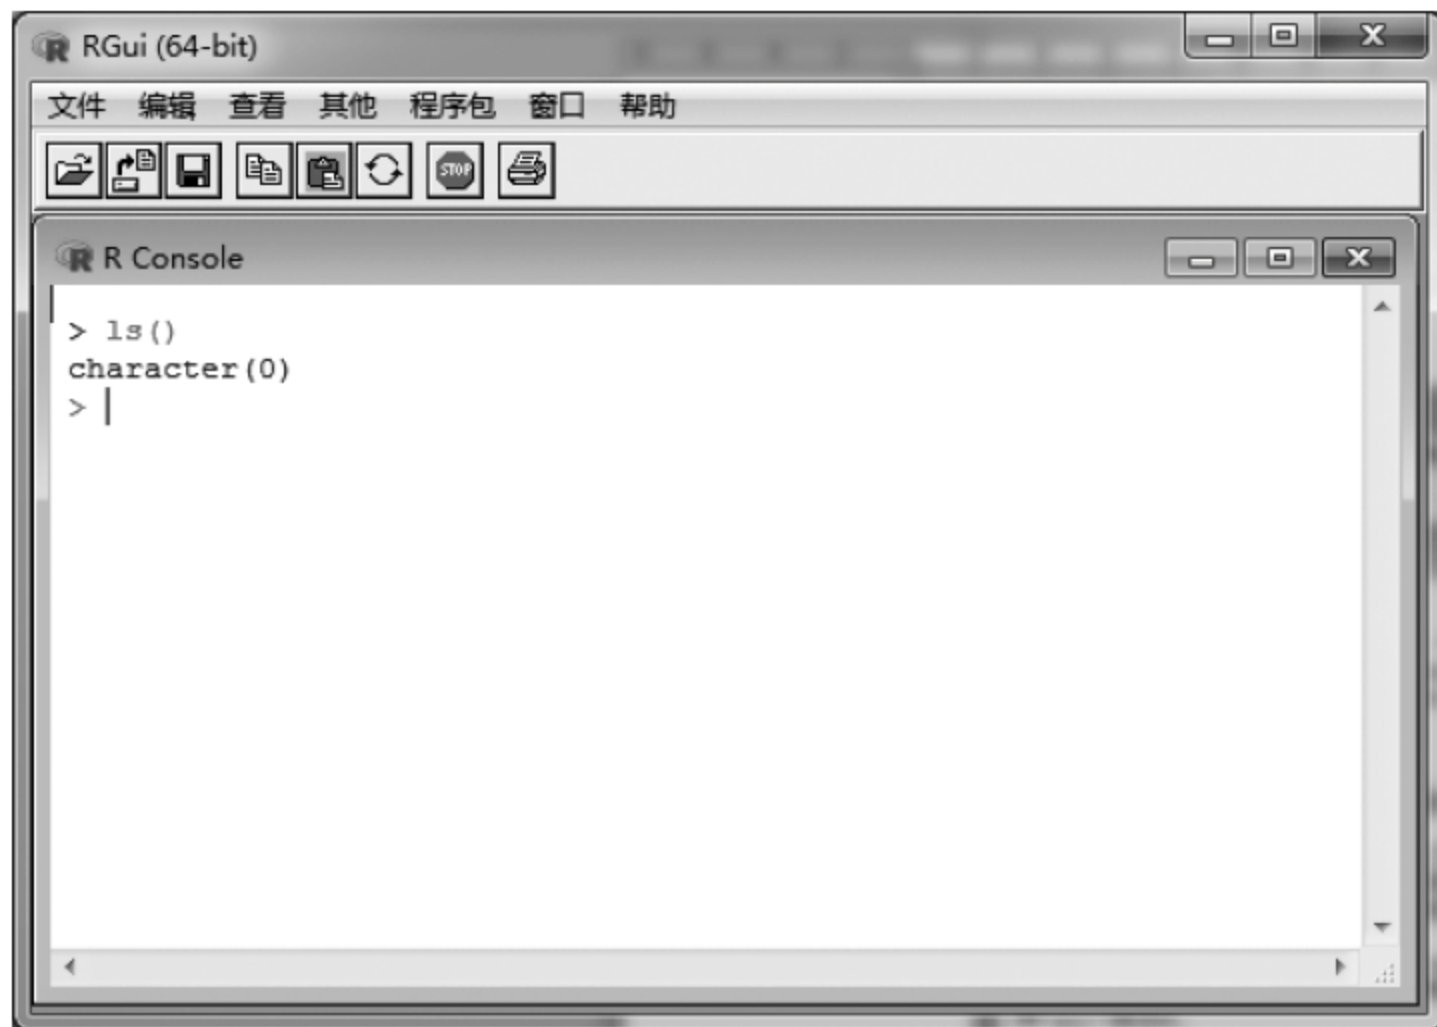 RGui (64-bit)
文件 编辑 查看 其他 程序包 窗口 帮助
STOP
R Console
> ls()
character(0)
>